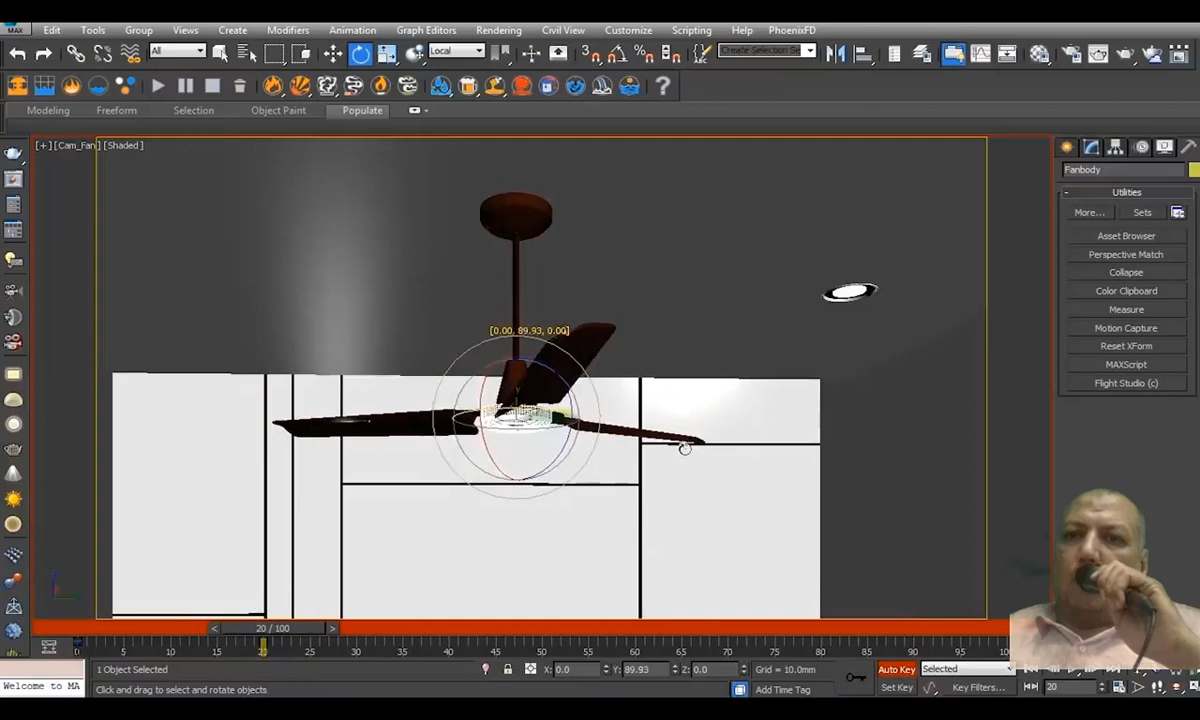 MAX
Edit Tools Group Views Create Modifiers Animation Graph Editors Rendering Civil View Customize Scripting Help PhoenixFD
All
Local
Create Selection Se
Modeling Freeform Selection Object Paint Populate
[+] [Cam_Fan] [Shaded]
Fanbody
Utilities
More... Sets
Asset Browser
Perspective Match
Collapse
Color Clipboard
Measure
Motion Capture
Reset XForm
MAXScript
Flight Studio (c)
[0.00, 89.93, 0.00]
< 20 / 100 >
5 10 15 20 25 30 35 40 45 50 55 60 65 70 75 80 85 90 95
1 Object Selected X: 0.0 Y: 89.93 Z: 0.0 Grid = 10.0mm Auto Key Selected
Welcome to MA Click and drag to select and rotate objects Add Time Tag Set Key Key Filters... 20